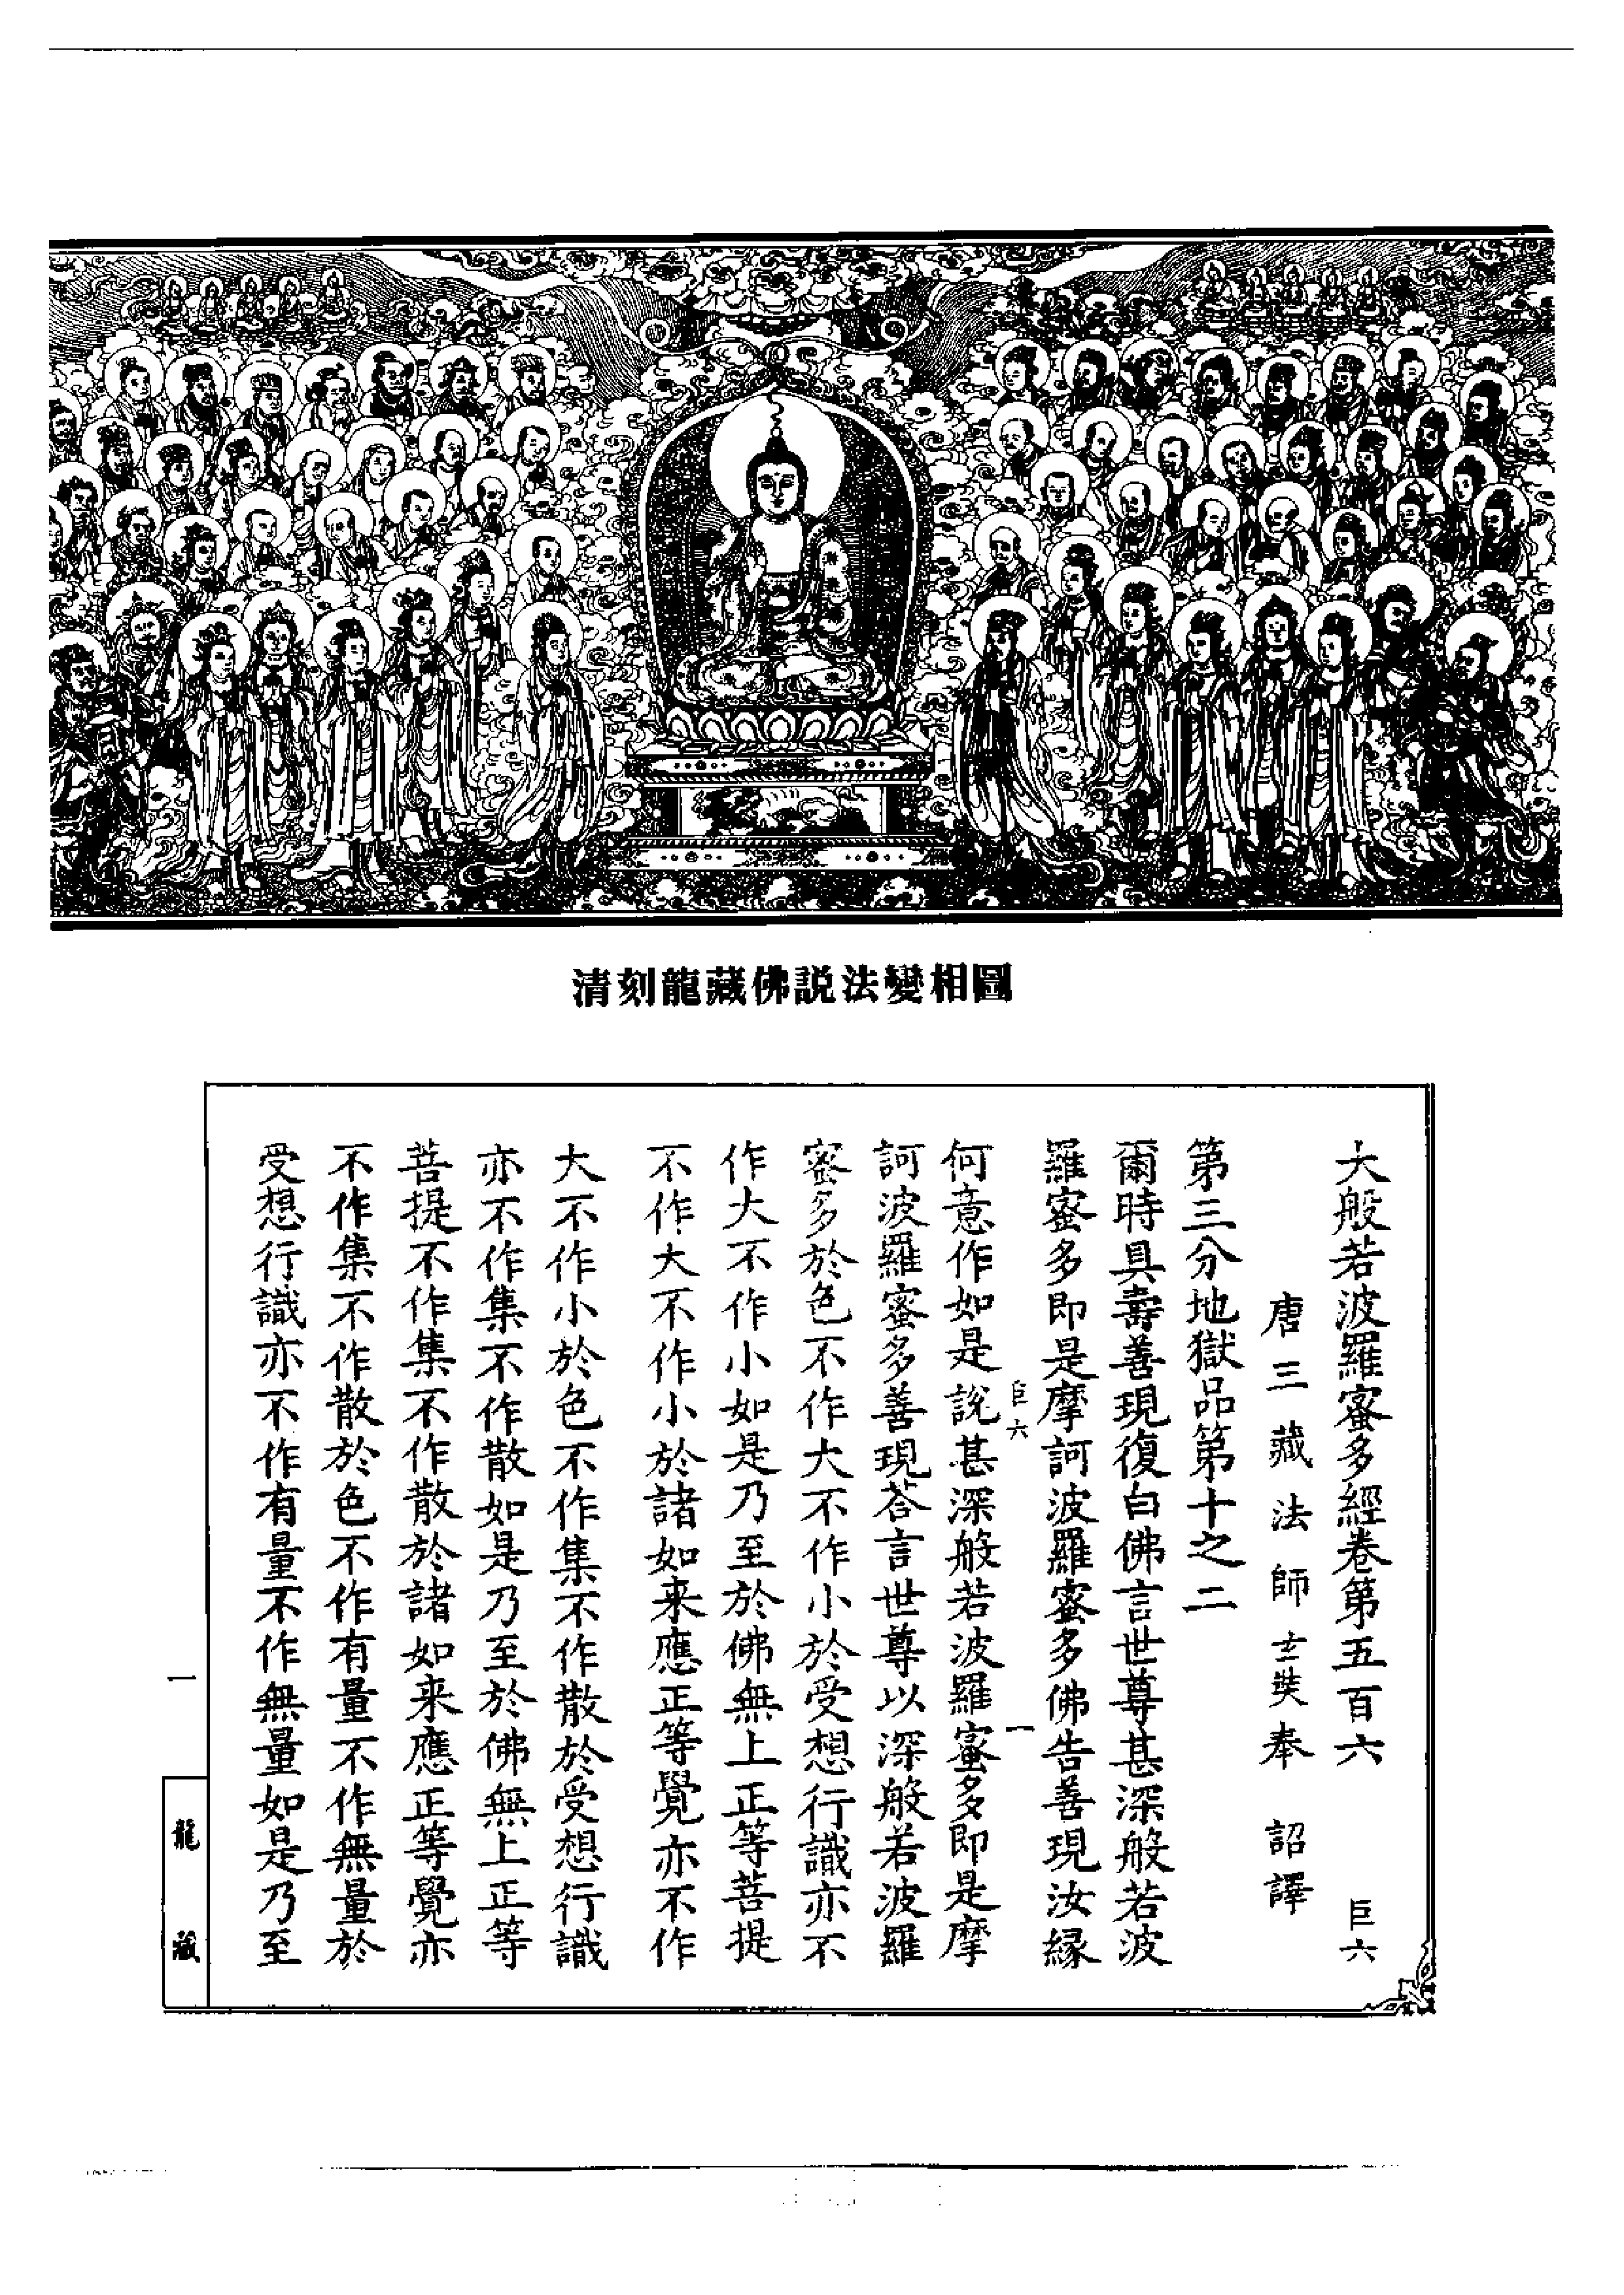 清刻龍藏佛説法變相圖
大般若波羅蜜多經卷第五百六 巨六
唐三藏法師玄奘奉 詔譯
第三分地獄品第十之二
爾時具壽善現復白佛言世尊甚深般若波
羅蜜多即是摩訶波羅蜜多佛告善現汝縁
巨六 一
何意作如是說甚深般若波羅蜜多即是摩
訶波羅蜜多善現荅言世尊以深般若波羅
蜜多於色不作大不作小於受想行識亦不
作大不作小如是乃至於佛無上正等菩提
不作大不作小於諸如来應正等覺亦不作
大不作小於色不作集不作散於受想行識
亦不作集不作散如是乃至於佛無上正等
菩提不作集不作散於諸如来應正等覺亦
不作集不作散於色不作有量不作無量於
受想行識亦不作有量不作無量如是乃至
一
龍藏